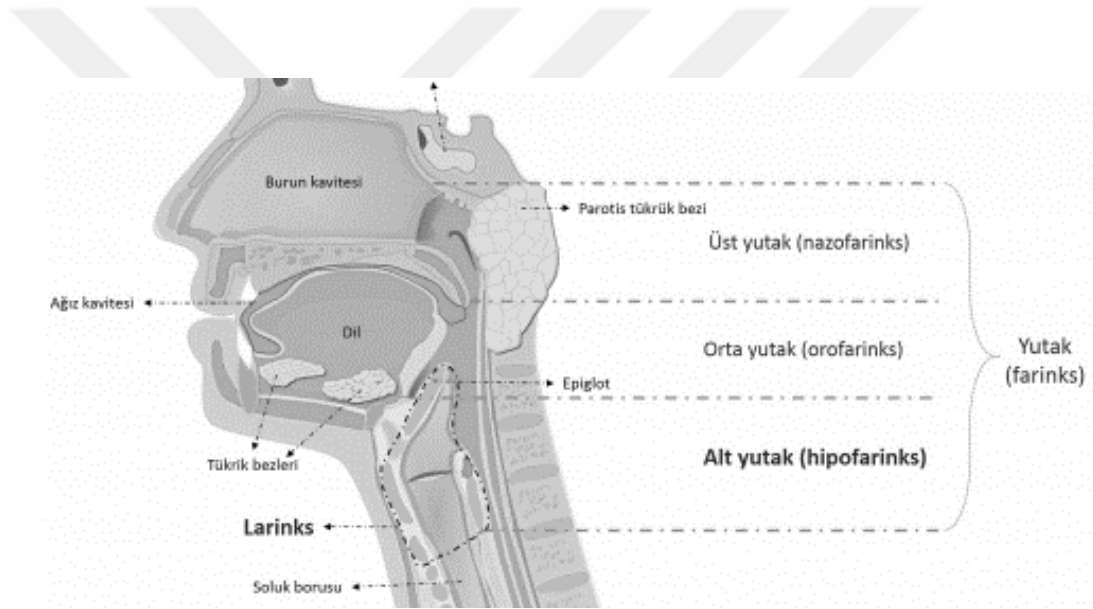 Burun kavitesi
Parotis tükrük bezi
Üst yutak (nazofarinks)
Ağız kavitesi
Dil
Orta yutak (orofarinks)
Yutak
(farinks)
Epiglot
Alt yutak (hipofarinks)
Tükrik bezleri
Larinks
Soluk borusu